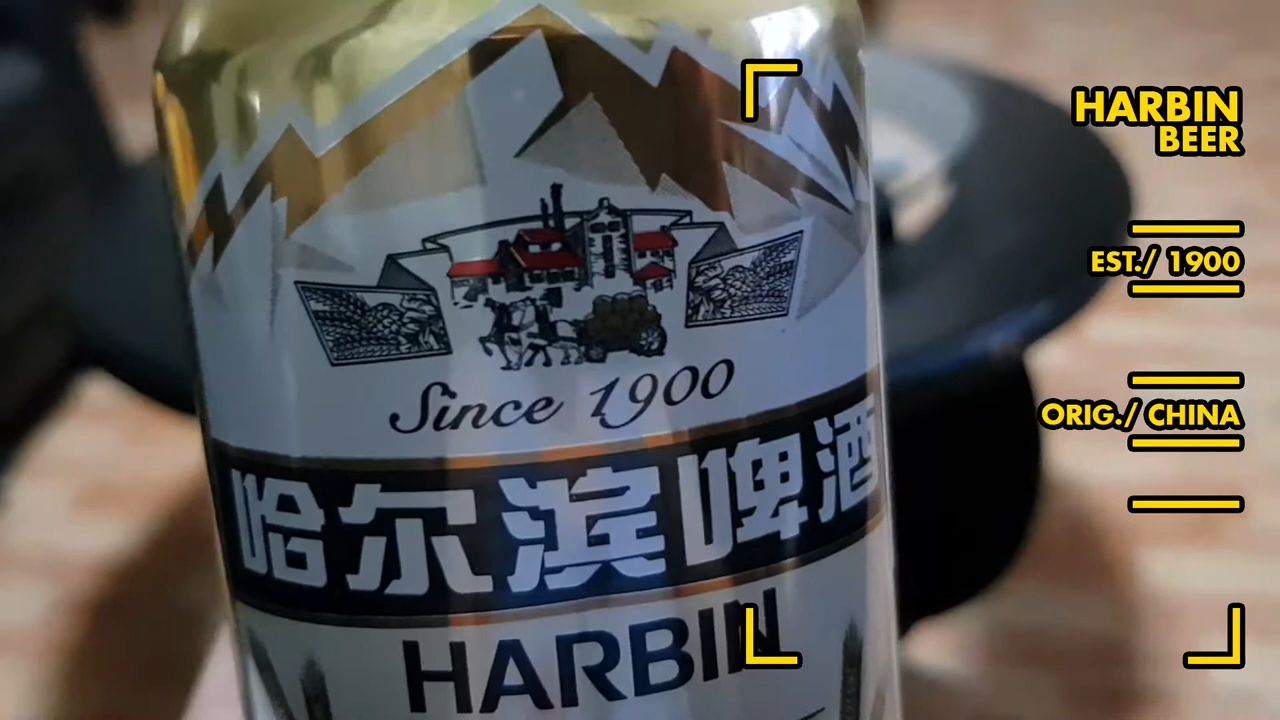 Since 1900
哈尔滨啤酒
HARBIN
HARBIN
BEER
EST./ 1900
ORIG./ CHINA